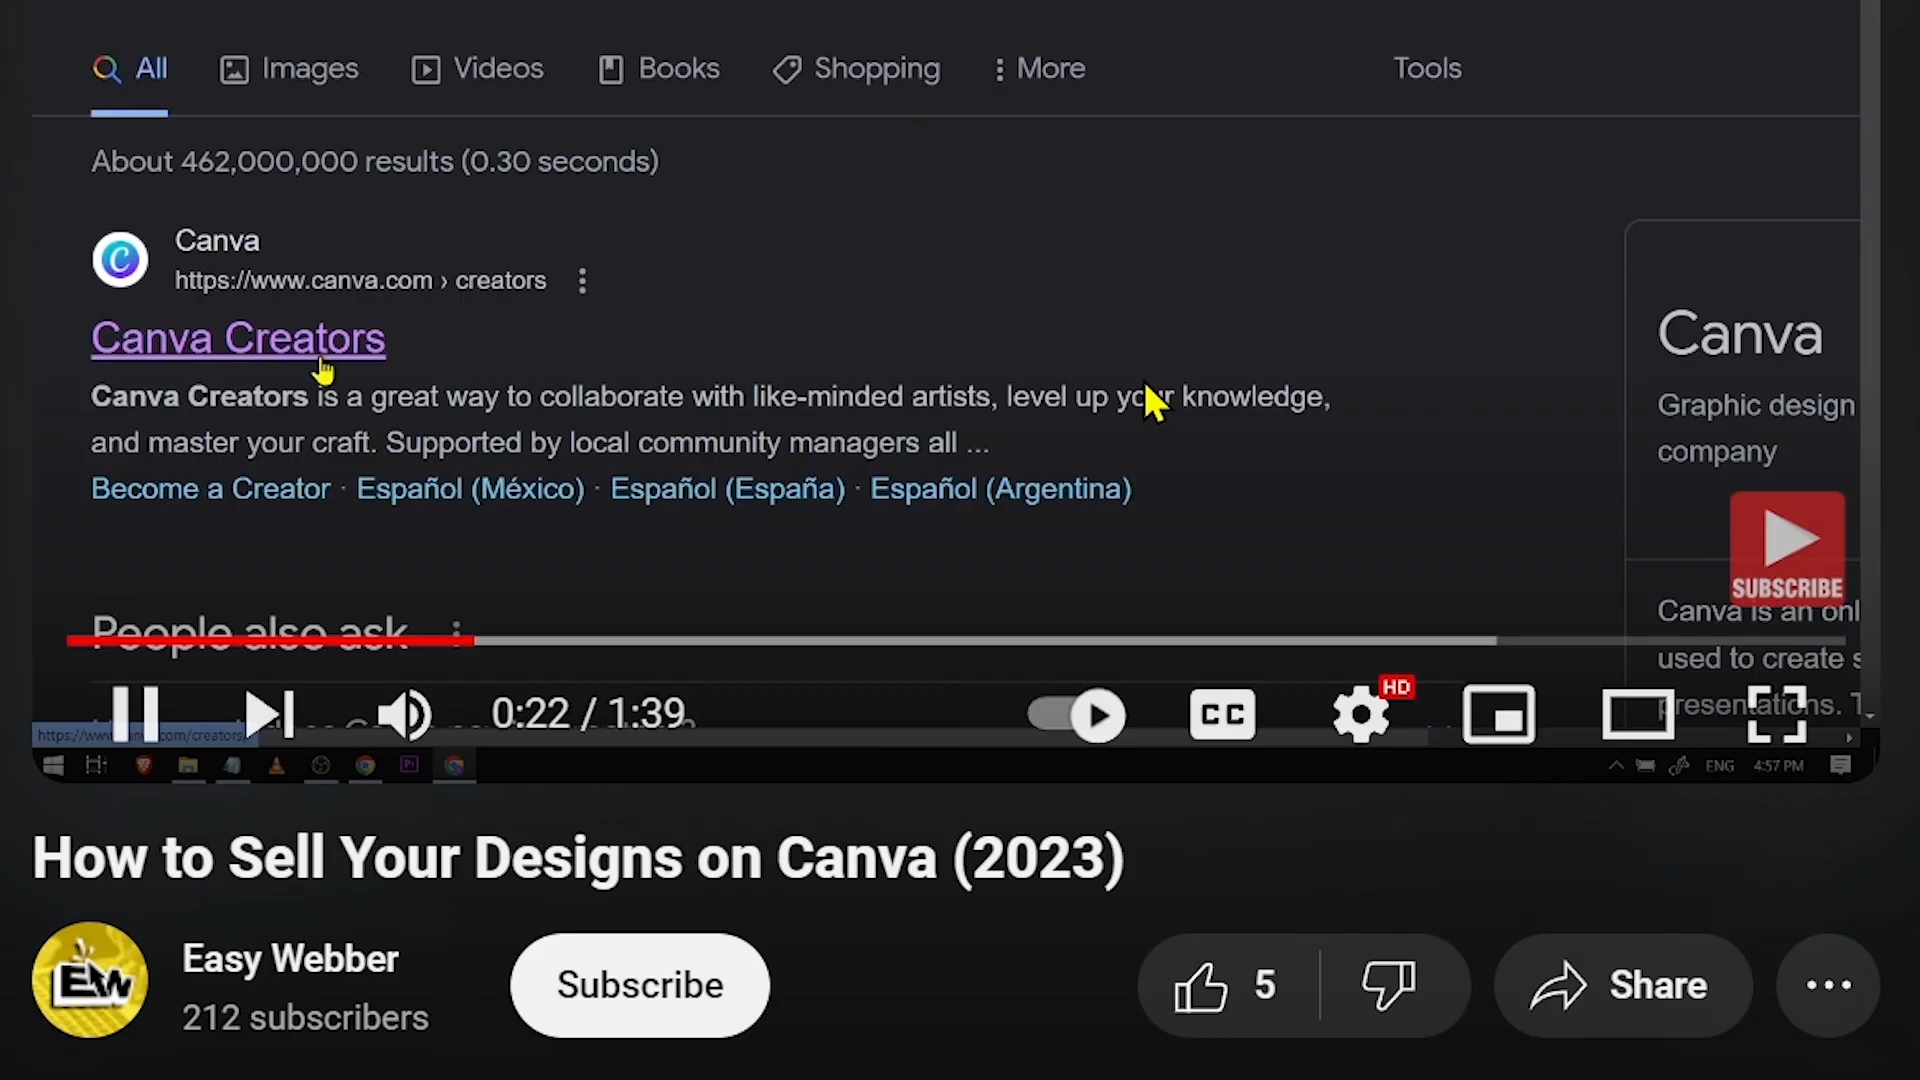 All Images Videos Books Shopping More Tools
About 462,000,000 results (0.30 seconds)
Canva
https://www.canva.com › creators
Canva Creators
Canva Creators is a great way to collaborate with like-minded artists, level up your knowledge,
and master your craft. Supported by local community managers all ...
Become a Creator · Español (México) · Español (España) · Español (Argentina)
People also ask
Canva
Graphic design
company
SUBSCRIBE
Canva is an onl
used to create s
presentations. T
0:22 / 1:39
CC
HD
ENG 4:57 PM
How to Sell Your Designs on Canva (2023)
EW
Easy Webber
212 subscribers
Subscribe
5
Share